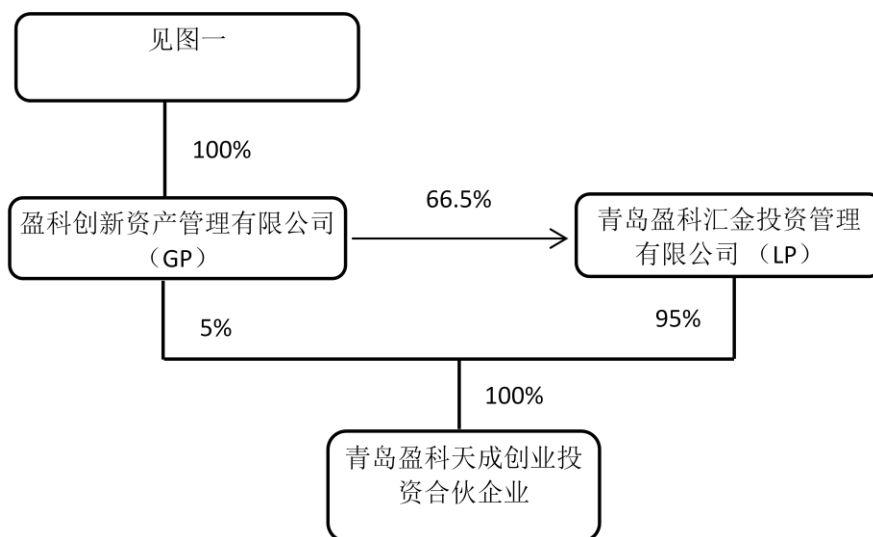 见图一
100%
盈科创新资产管理有限公司
（GP）
66.5%
青岛盈科汇金投资管理
有限公司 （LP）
5%
95%
100%
青岛盈科天成创业投
资合伙企业